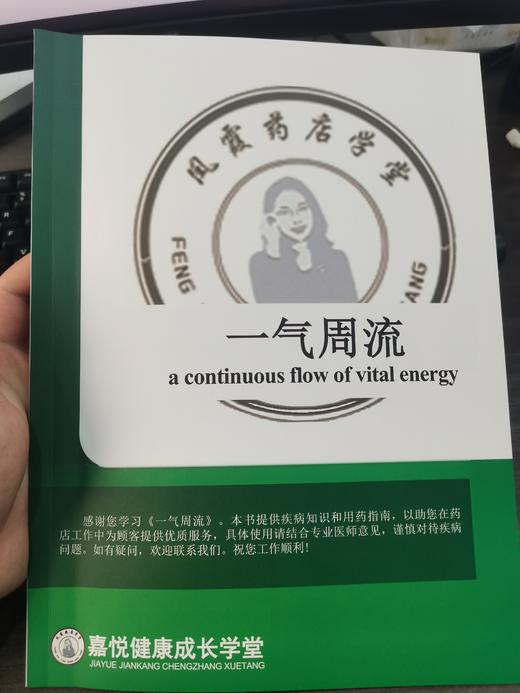 凤霞药店学堂
FENG
TANG
一气周流
a continuous flow of vital energy
感谢您学习《一气周流》。本书提供疾病知识和用药指南，以助您在药
店工作中为顾客提供优质服务，具体使用请结合专业医师意见，谨慎对待疾病
问题。如有疑问，欢迎联系我们。祝您工作顺利！
嘉悦健康成长学堂
JIAYUE JIANKANG CHENGZHANG XUETANG